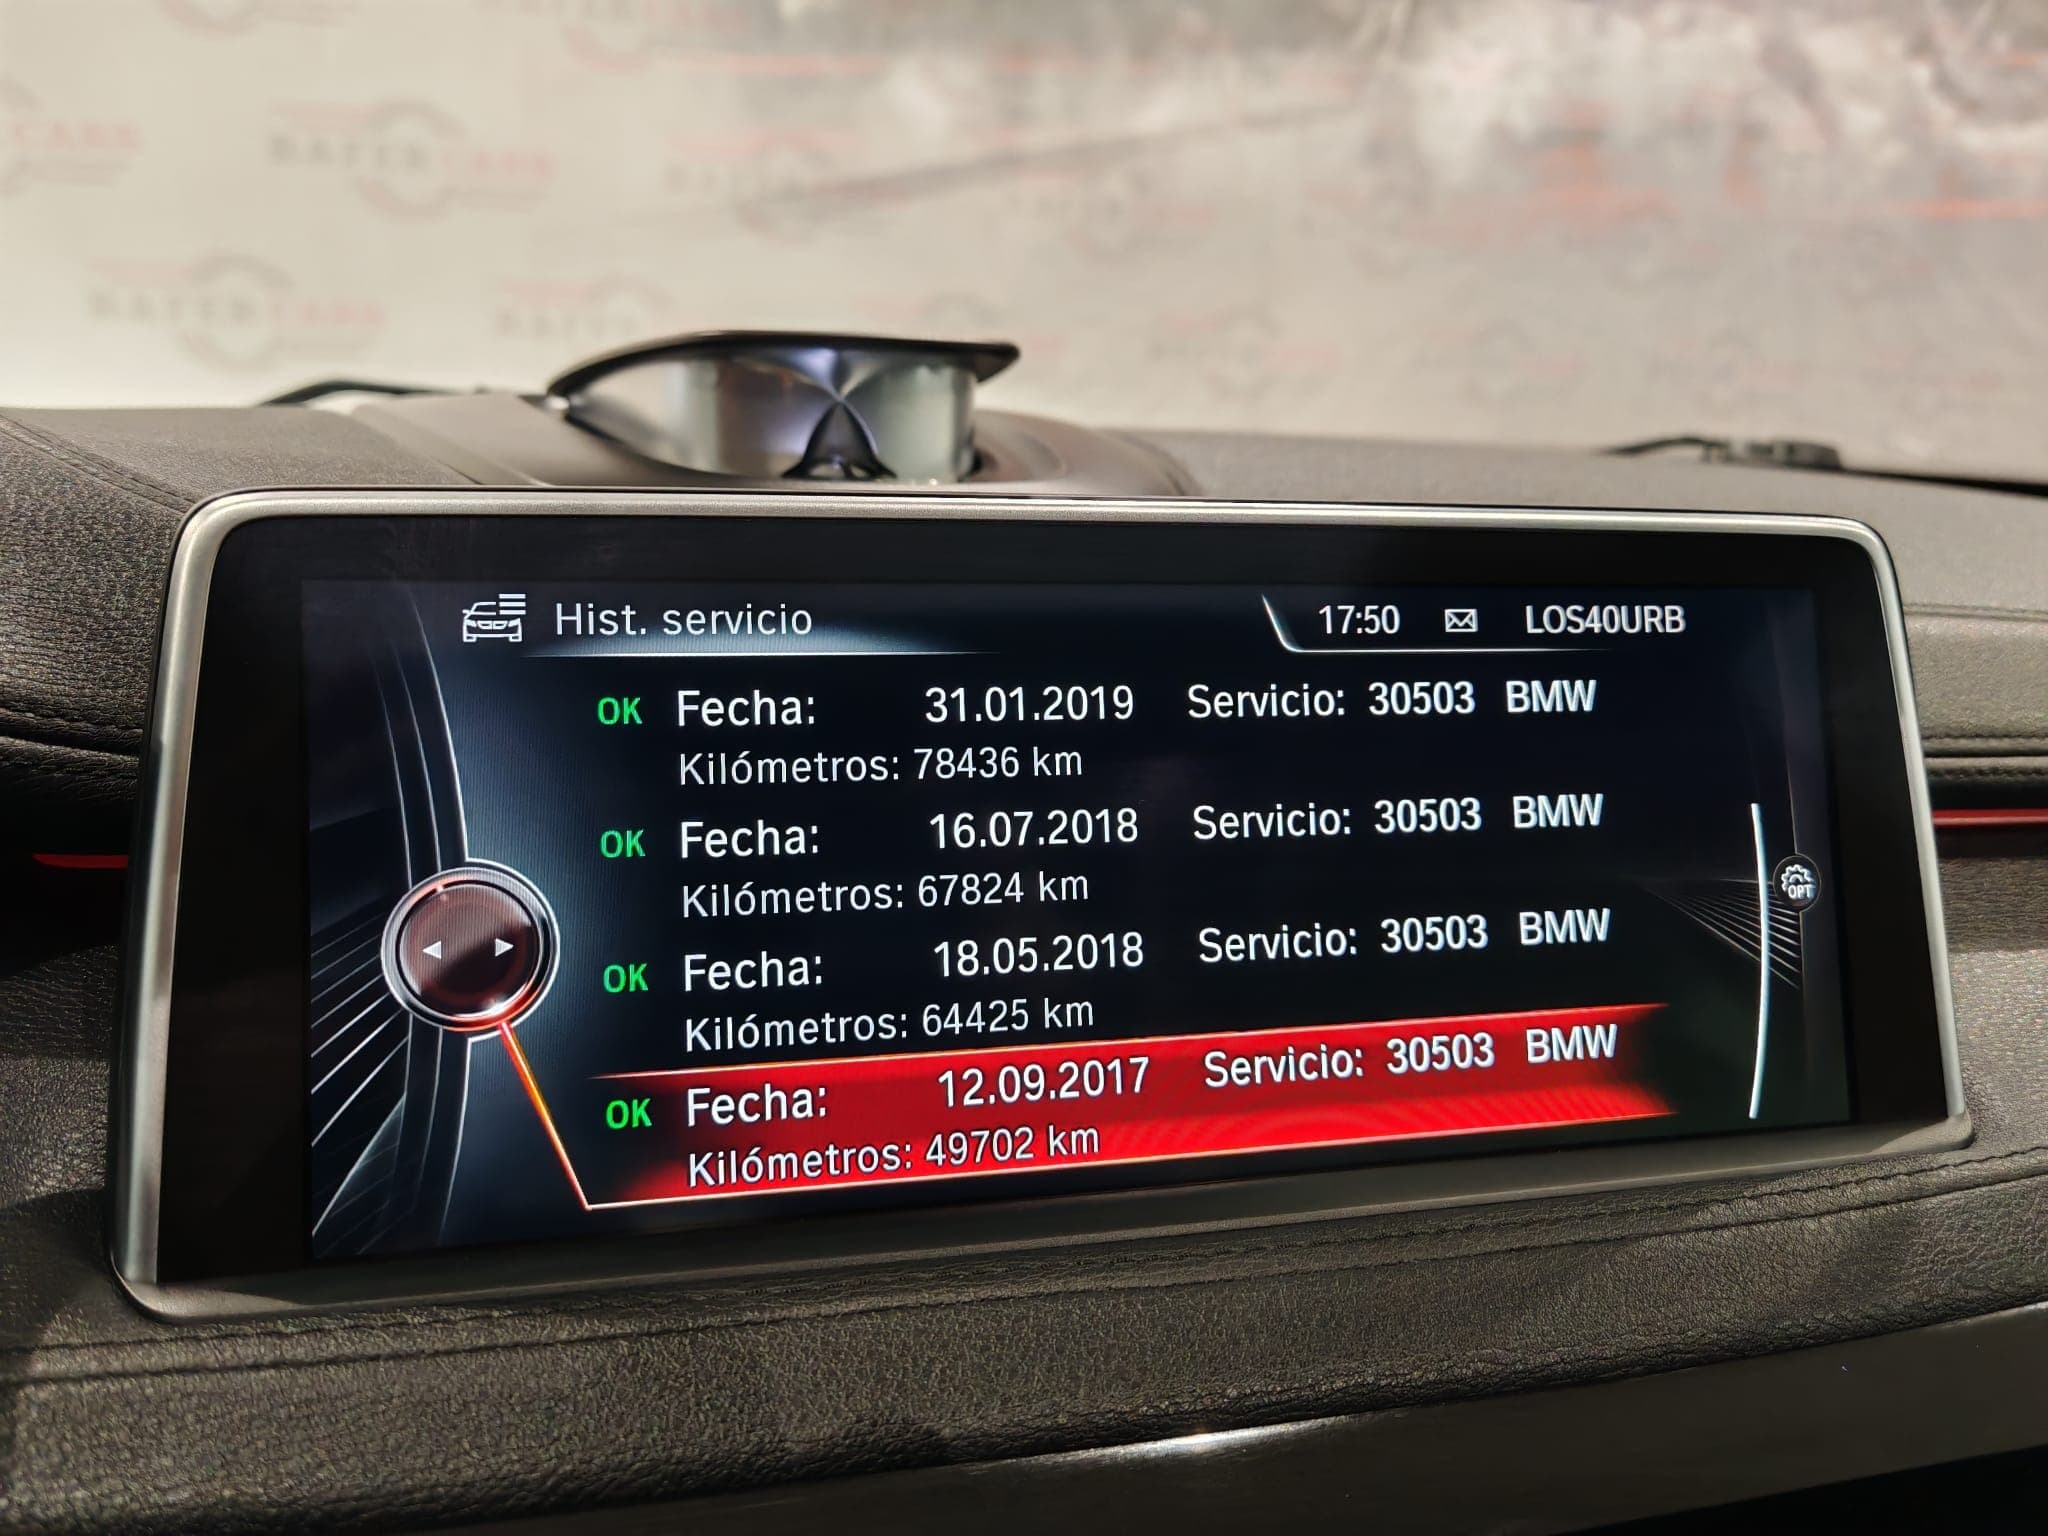 Hist. servicio
17:50 LOS40URB
OK Fecha: 31.01.2019 Servicio: 30503 BMW
Kilómetros: 78436 km
OK Fecha: 16.07.2018 Servicio: 30503 BMW
Kilómetros: 67824 km
OK Fecha: 18.05.2018 Servicio: 30503 BMW
Kilómetros: 64425 km
OK Fecha: 12.09.2017 Servicio: 30503 BMW
Kilómetros: 49702 km
OPT